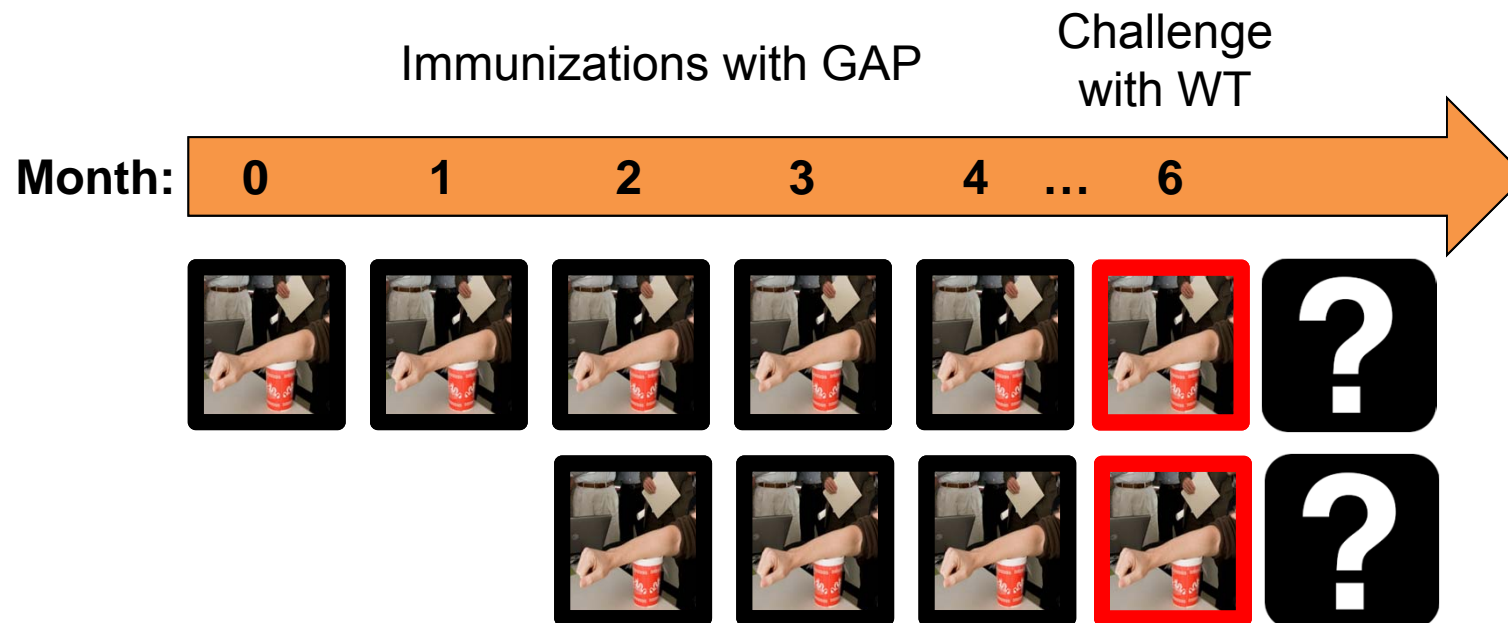 Immunizations with GAP
Challenge
with WT
Month: 0 1 2 3 4 … 6
? 
?